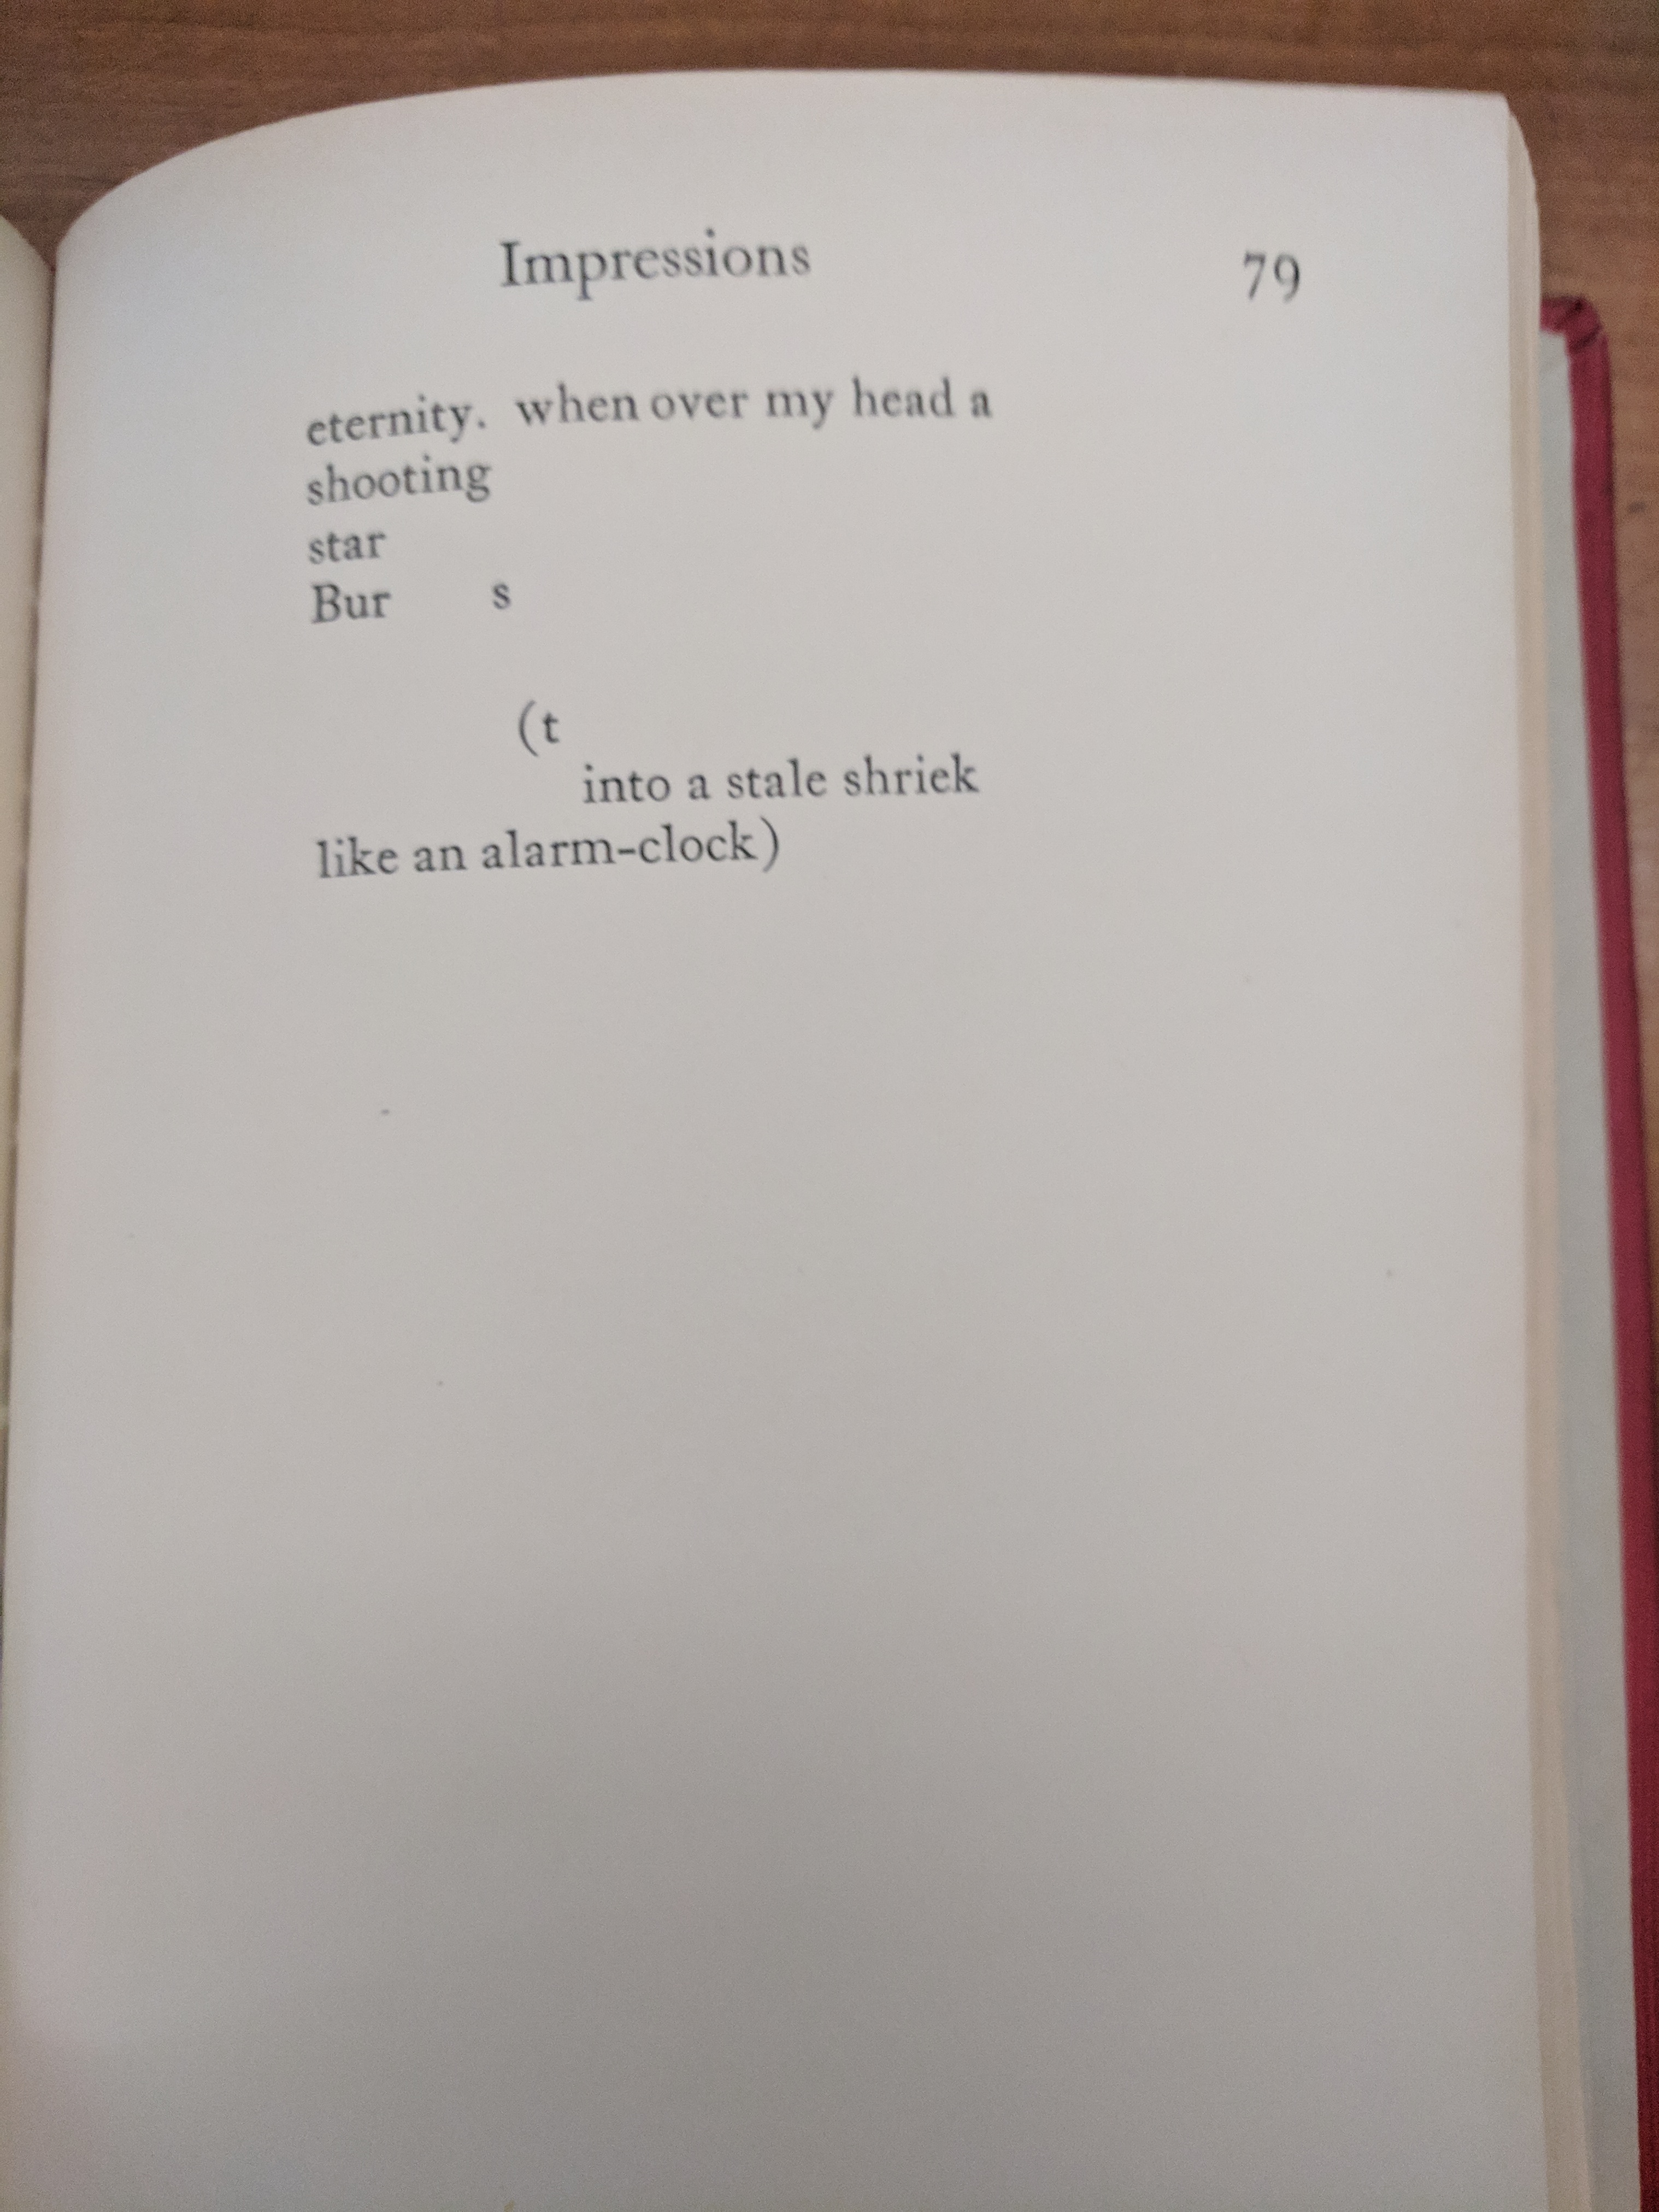 Impressions 79
eternity. when over my head a
shooting
star
Bur s
(t
into a stale shriek
like an alarm-clock)